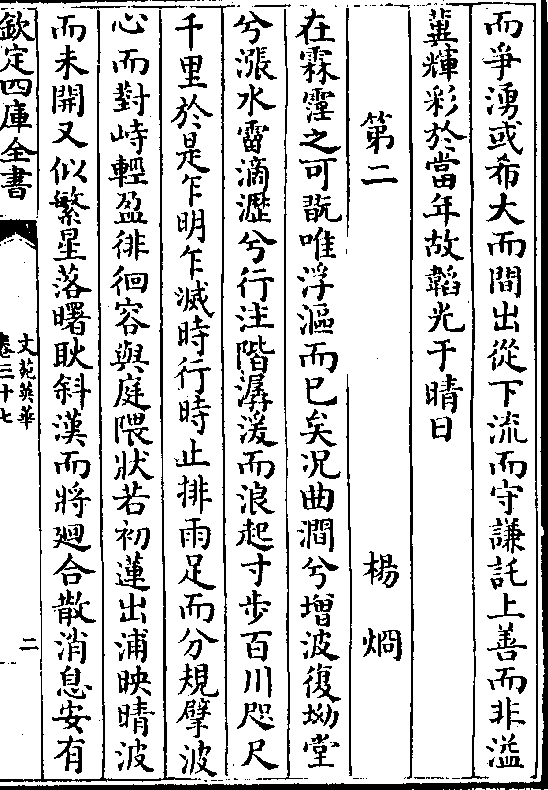 而爭湧或希大而間出從下流而守謙託上善而非溢
冀輝彩於當年故韜光于晴日
第二 楊烱
在霖霪之可翫唯浮漚而已矣况曲澗兮增波復坳堂
兮漲水霤滴瀝兮行注階潺湲而浪起寸步百川咫尺
千里於是乍明乍滅時行時止排雨足而分規擘波
心而對峙輕盈徘徊容與庭隈狀若初蓮出浦映晴波
而未開又似繁星落曙耿斜漢而將廻合散消息安有
欽定四庫全書
文苑英華
卷三十七
二